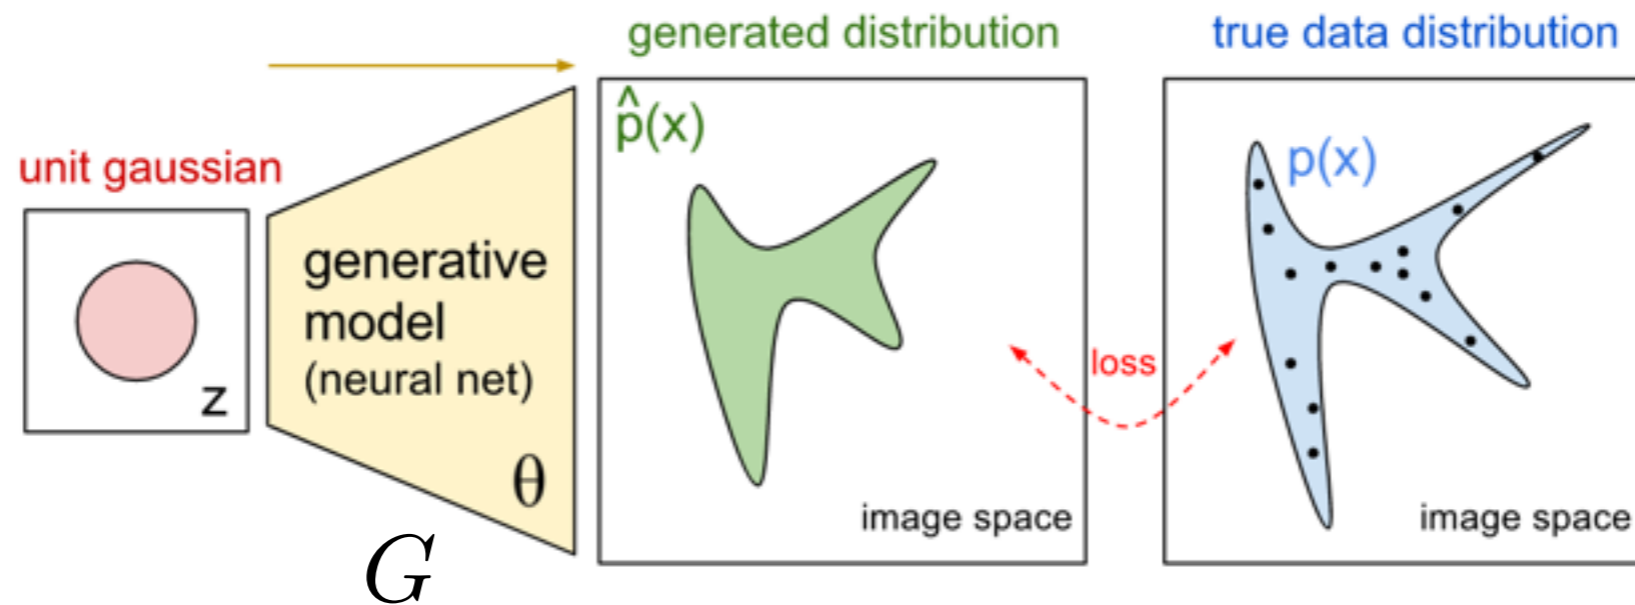 unit gaussian
z
generative
model
(neural net)
θ
G
generated distribution
p̂(x)
image space
loss
true data distribution
p(x)
image space